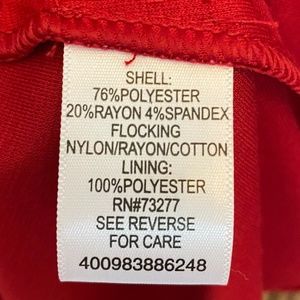 SHELL:
76%POLYESTER
20%RAYON 4%SPANDEX
FLOCKING
NYLON/RAYON/COTTON
LINING:
100%POLYESTER
RN#73277
SEE REVERSE
FOR CARE
400983886248